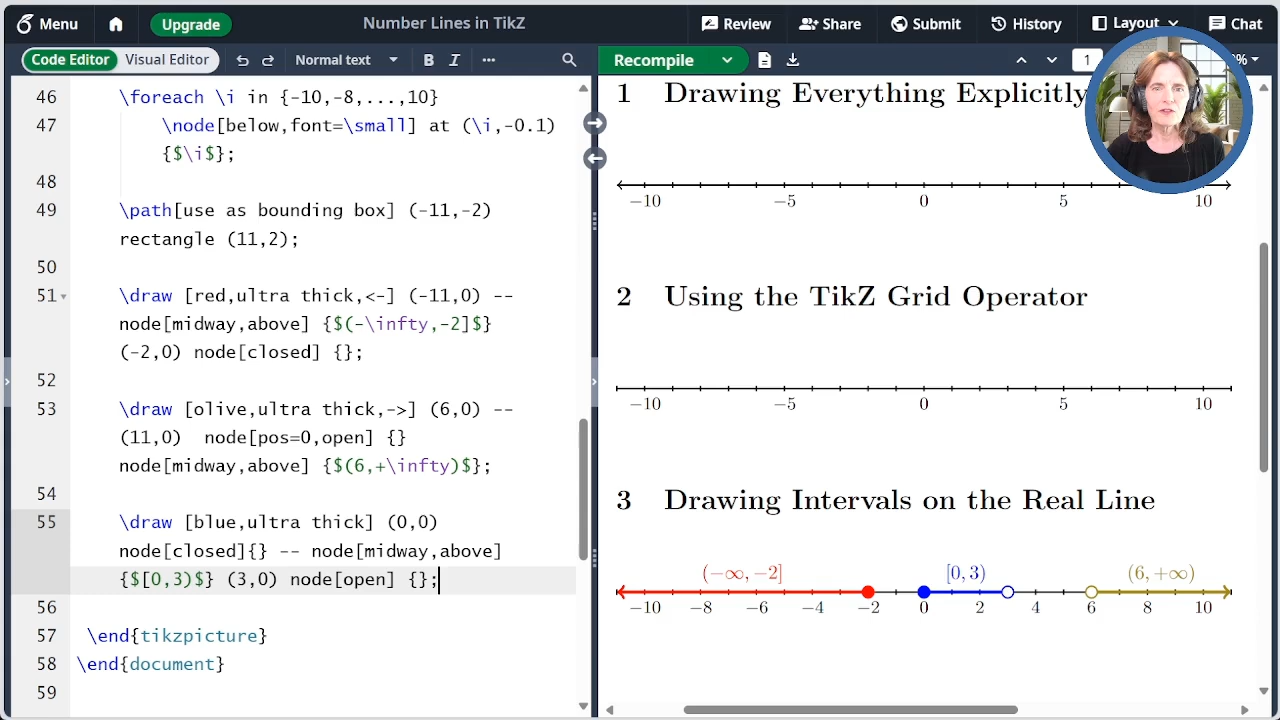 Menu Upgrade Number Lines in TikZ Review Share Submit History Layout Chat
Code Editor Visual Editor Normal text B I Recompile 1 %
46 \foreach \i in {-10,-8,...,10}
47 \node[below,font=\small] at (\i,-0.1)
{$\i$};
48
49 \path[use as bounding box] (-11,-2)
rectangle (11,2);
50
51 \draw [red,ultra thick,<-] (-11,0) --
node[midway,above] {$(-\infty,-2]$}
(-2,0) node[closed] {};
52
53 \draw [olive,ultra thick,->] (6,0) --
(11,0)  node[pos=0,open] {}
node[midway,above] {$(6,+\infty)$};
54
55 \draw [blue,ultra thick] (0,0)
node[closed]{} -- node[midway,above]
{$[0,3)$} (3,0) node[open] {};
56
57 \end{tikzpicture}
58 \end{document}
59
1 Drawing Everything Explicitly
−10 −5 0 5 10
2 Using the TikZ Grid Operator
−10 −5 0 5 10
3 Drawing Intervals on the Real Line
(−∞, −2] [0, 3) (6, +∞)
−10 −8 −6 −4 −2 0 2 4 6 8 10